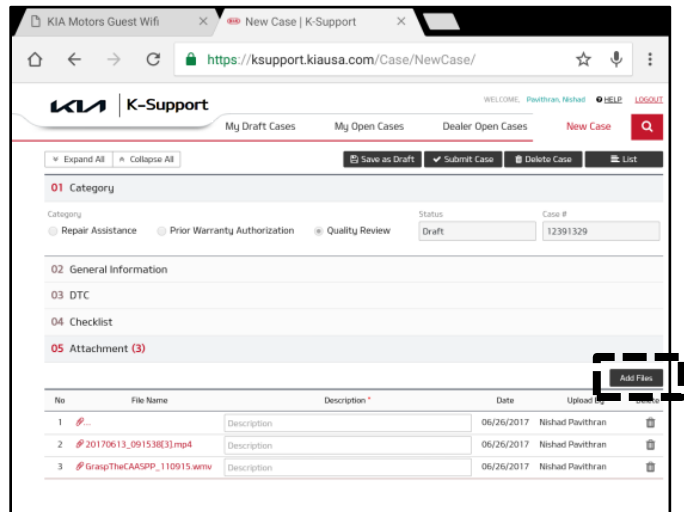 KIA Motors Guest Wifi
New Case | K-Support
https://ksupport.kiausa.com/Case/NewCase/
KIA | K-Support
WELCOME, Pavithran, Nishad HELP LOGOUT
My Draft Cases My Open Cases Dealer Open Cases New Case
Expand All Collapse All Save as Draft Submit Case Delete Case List
01 Category
Category Status Case #
Repair Assistance Prior Warranty Authorization Quality Review Draft 12391329
02 General Information
03 DTC
04 Checklist
05 Attachment (3)
Add Files
No File Name Description * Date Upload By Delete
1 ... Description 06/26/2017 Nishad Pavithran
2 20170613_091538[3].mp4 Description 06/26/2017 Nishad Pavithran
3 GraspTheCAASPP_110915.wmv Description 06/26/2017 Nishad Pavithran